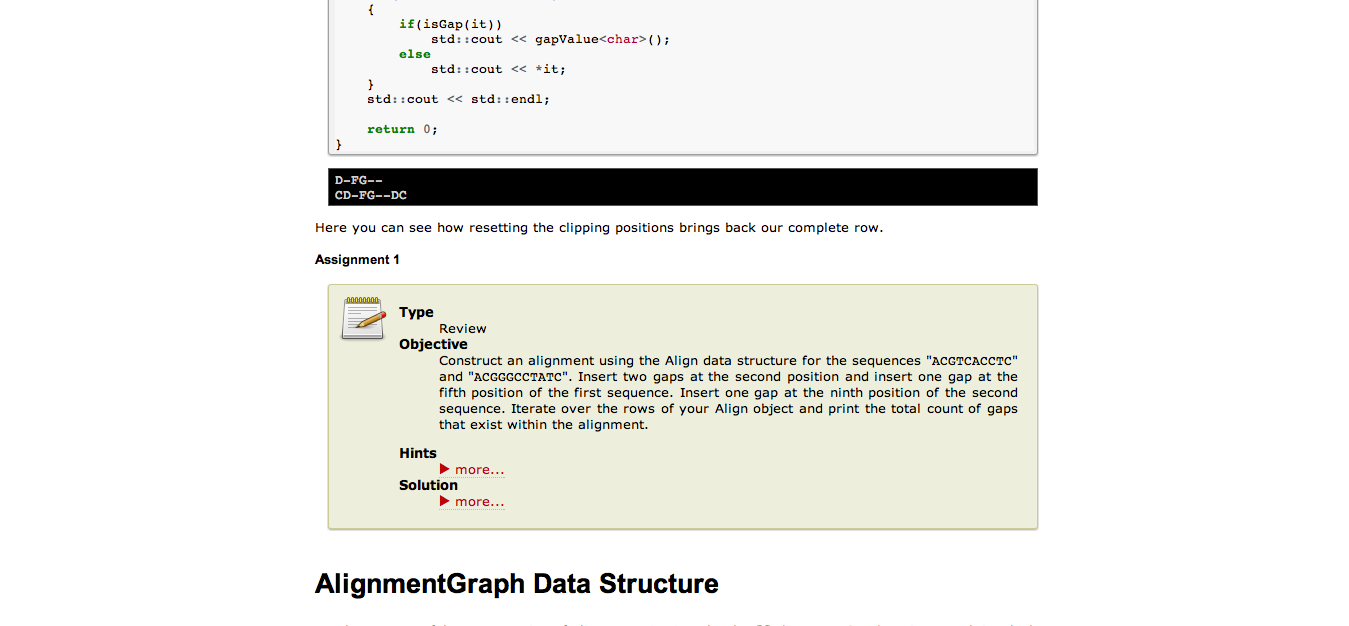 {
if(isGap(it))
std::cout << gapValue<char>();
else
std::cout << *it;
}
std::cout << std::endl;
return 0;
}
D-FG--
CD-FG--DC
Here you can see how resetting the clipping positions brings back our complete row.
Assignment 1
Type
Review
Objective
Construct an alignment using the Align data structure for the sequences "ACGTCACCTC"
and "ACGGGCCTATC". Insert two gaps at the second position and insert one gap at the
fifth position of the first sequence. Insert one gap at the ninth position of the second
sequence. Iterate over the rows of your Align object and print the total count of gaps
that exist within the alignment.
Hints
▶ more...
Solution
▶ more...
AlignmentGraph Data Structure